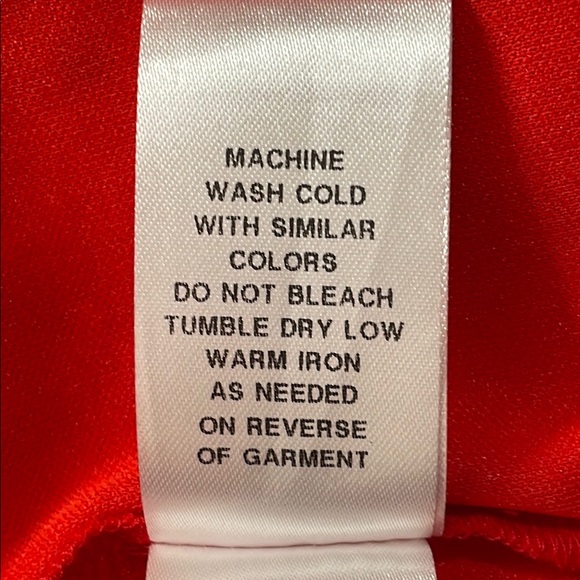 MACHINE
WASH COLD
WITH SIMILAR
COLORS
DO NOT BLEACH
TUMBLE DRY LOW
WARM IRON
AS NEEDED
ON REVERSE
OF GARMENT